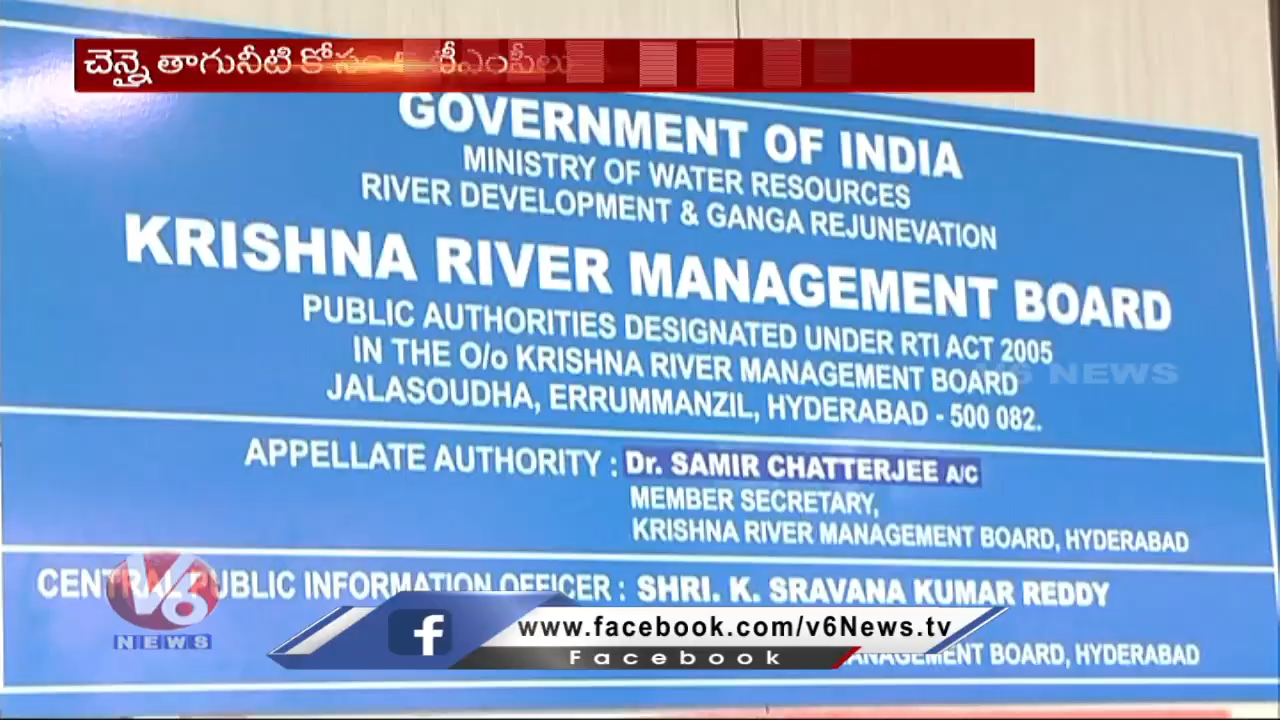 చెన్నై తాగునీటి కోసం టీఎంసీలు
GOVERNMENT OF INDIA
MINISTRY OF WATER RESOURCES
RIVER DEVELOPMENT & GANGA REJUNEVATION
KRISHNA RIVER MANAGEMENT BOARD
PUBLIC AUTHORITIES DESIGNATED UNDER RTI ACT 2005
IN THE O/o KRISHNA RIVER MANAGEMENT BOARD
V6 NEWS
JALASOUDHA, ERRUMMANZIL, HYDERABAD - 500 082.
APPELLATE AUTHORITY : Dr. SAMIR CHATTERJEE A/C
MEMBER SECRETARY,
KRISHNA RIVER MANAGEMENT BOARD, HYDERABAD
CENTRAL PUBLIC INFORMATION OFFICER : SHRI. K. SRAVANA KUMAR REDDY
V6
NEWS
f www.facebook.com/v6News.tv
Facebook
MANAGEMENT BOARD, HYDERABAD